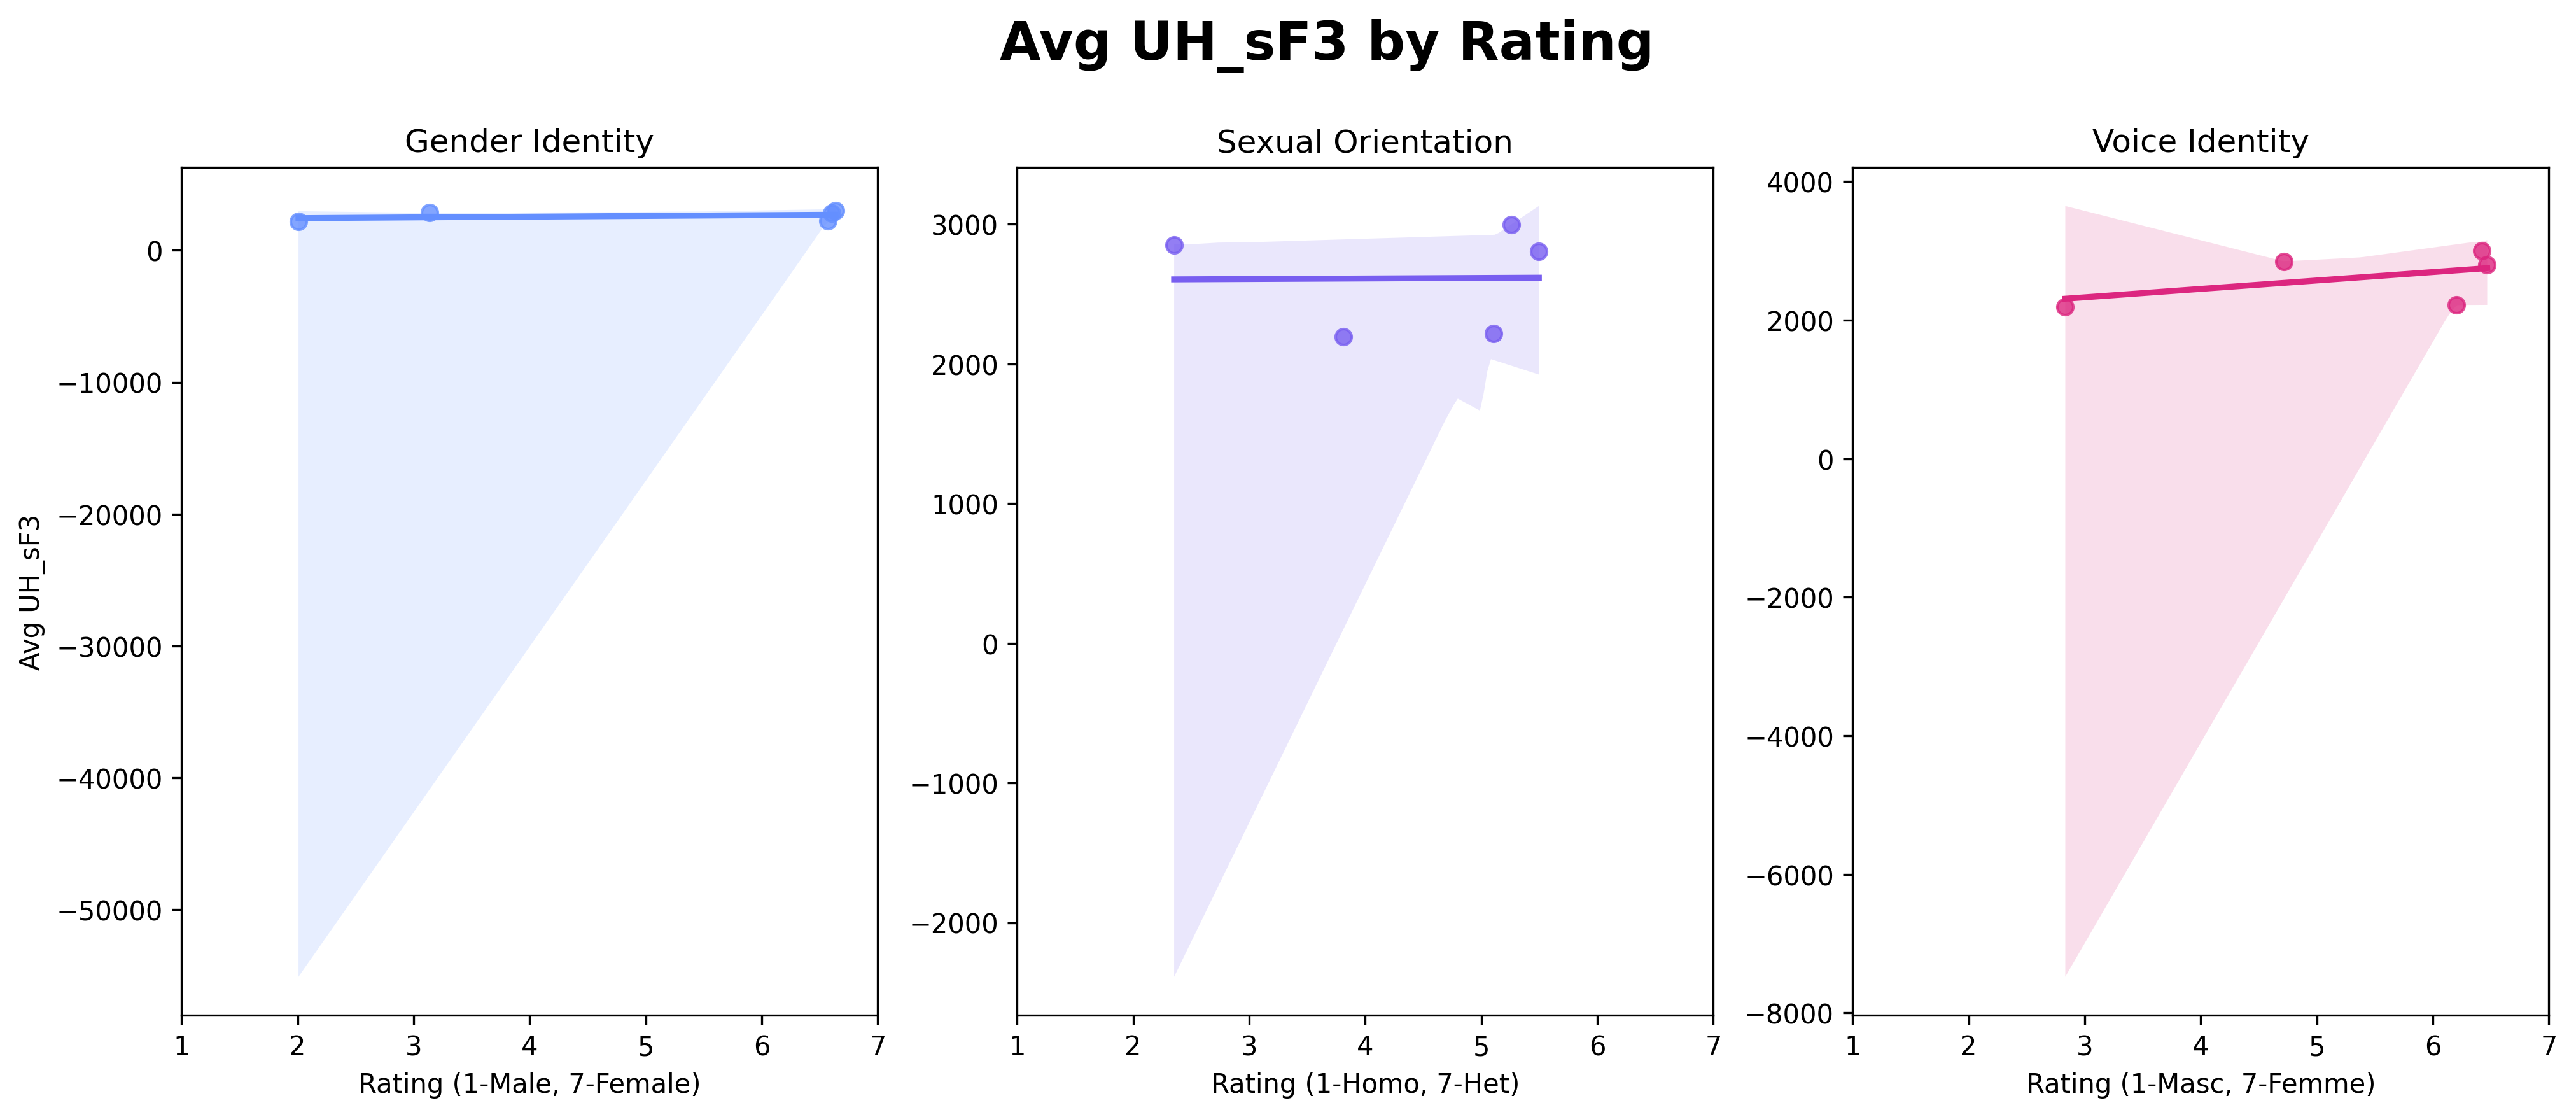 Avg UH_sF3 by Rating
Gender Identity
Sexual Orientation
Voice Identity
Avg UH_sF3
0
−10000
−20000
−30000
−40000
−50000
1 2 3 4 5 6 7
Rating (1-Male, 7-Female)
3000
2000
1000
0
−1000
−2000
1 2 3 4 5 6 7
Rating (1-Homo, 7-Het)
4000
2000
0
−2000
−4000
−6000
−8000
1 2 3 4 5 6 7
Rating (1-Masc, 7-Femme)